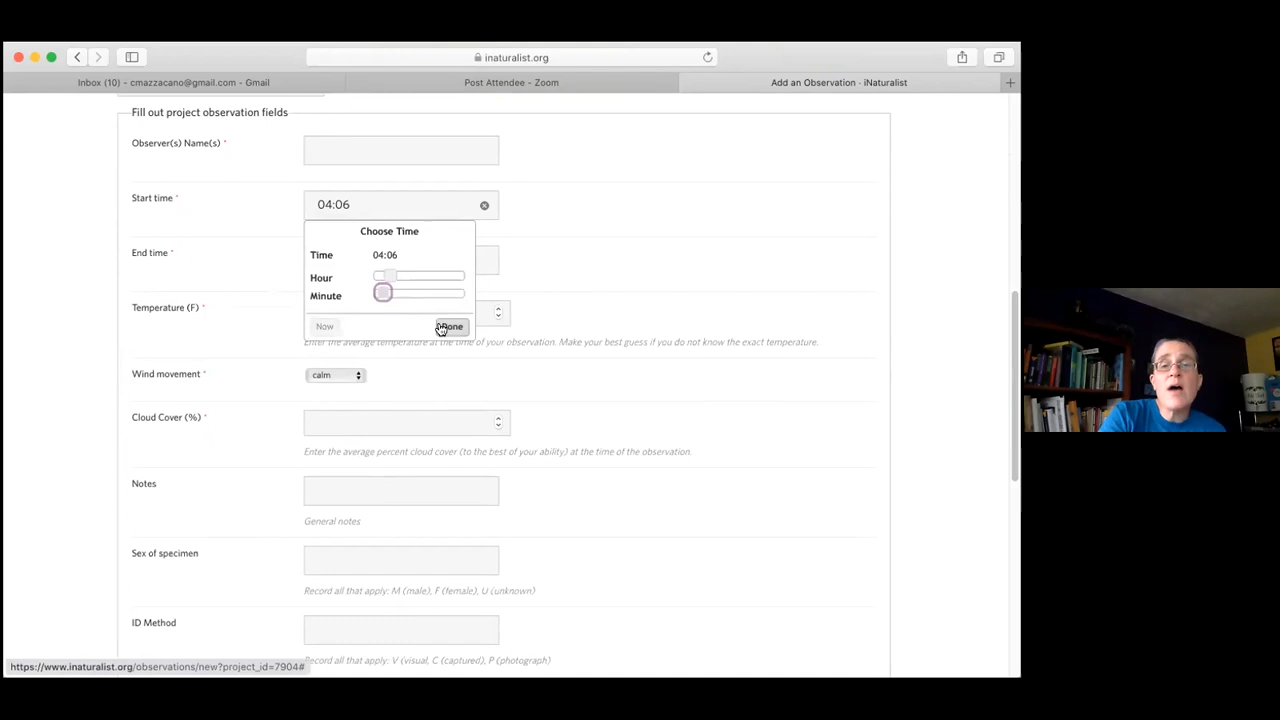 inaturalist.org
Inbox (10) - cmazzacano@gmail.com - Gmail
Post Attendee - Zoom
Add an Observation - iNaturalist
Fill out project observation fields
Observer(s) Name(s) *
Start time *
04:06
Choose Time
Time 04:06
Hour
Minute
Now
Done
End time *
Temperature (F) *
Enter the average temperature at the time of your observation. Make your best guess if you do not know the exact temperature.
Wind movement *
calm
Cloud Cover (%) *
Enter the average percent cloud cover (to the best of your ability) at the time of the observation.
Notes
General notes
Sex of specimen
Record all that apply: M (male), F (female), U (unknown)
ID Method
Record all that apply: V (visual, C (captured), P (photograph)
https://www.inaturalist.org/observations/new?project_id=7904#